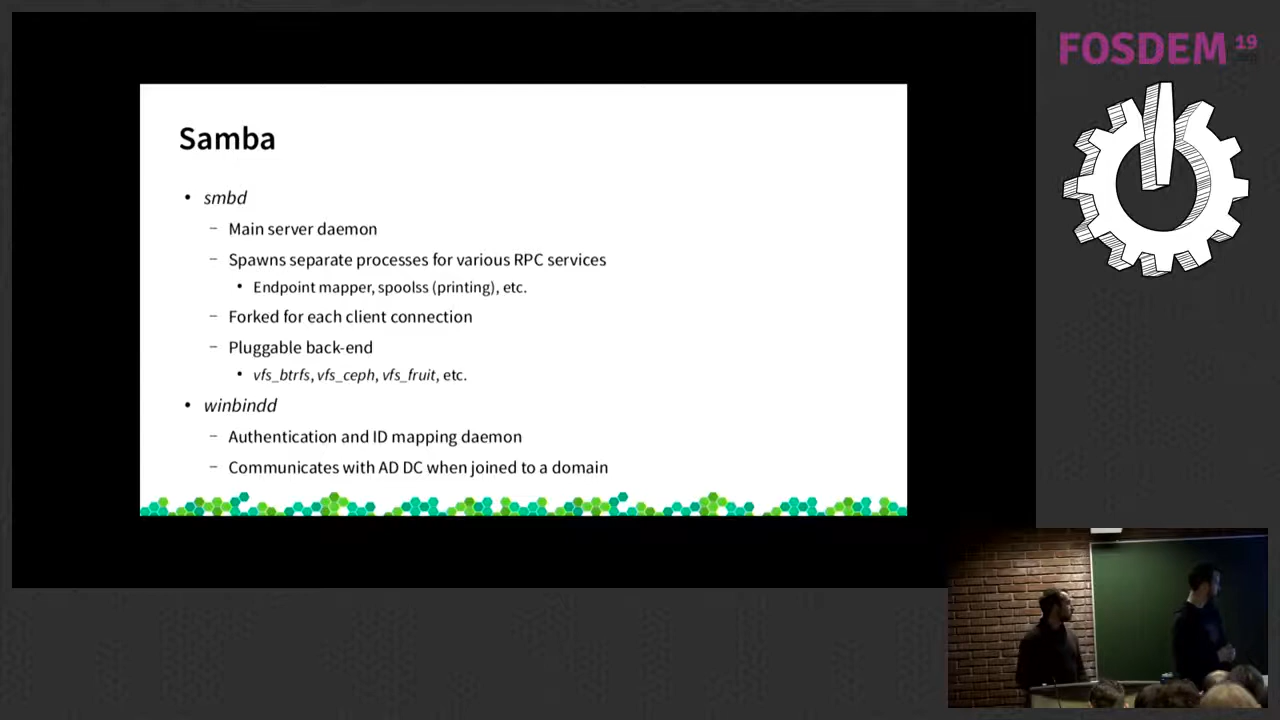 FOSDEM 19
Samba
• smbd
– Main server daemon
– Spawns separate processes for various RPC services
• Endpoint mapper, spoolss (printing), etc.
– Forked for each client connection
– Pluggable back-end
• vfs_btrfs, vfs_ceph, vfs_fruit, etc.
• winbindd
– Authentication and ID mapping daemon
– Communicates with AD DC when joined to a domain